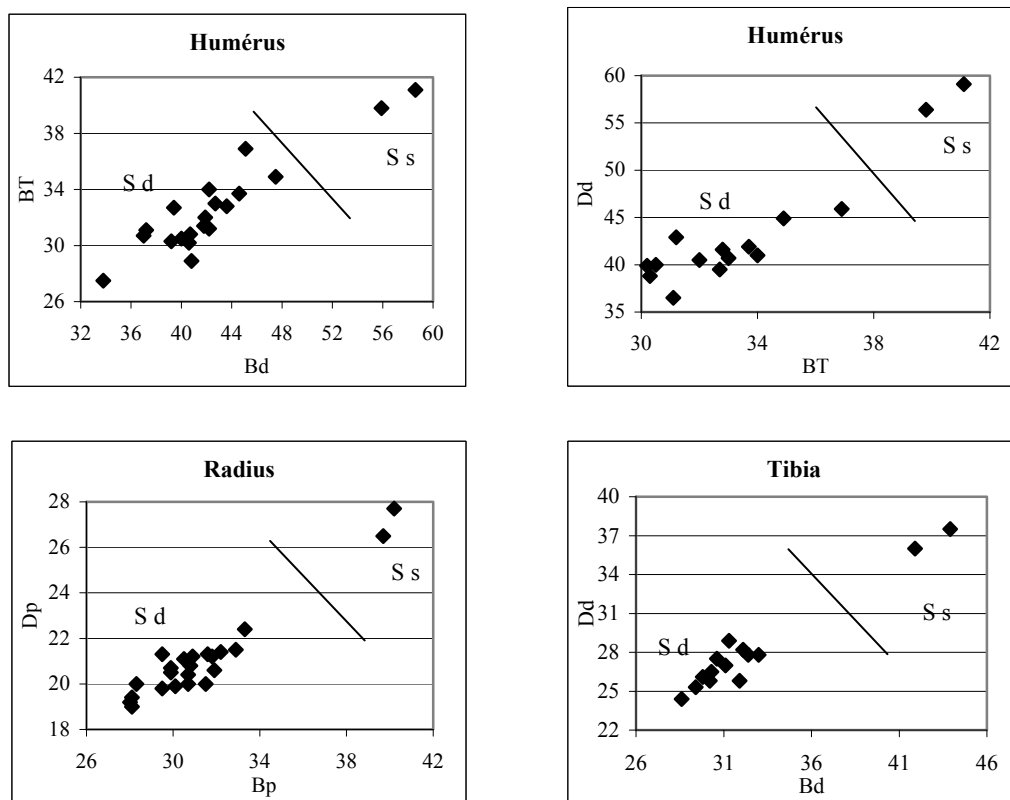 Humérus
42
38
34
30
26
BT
S d
S s
32 36 40 44 48 52 56 60
Bd
Humérus
60
55
50
45
40
35
Dd
S d
S s
30 34 38 42
BT
Radius
28
26
24
22
20
18
Dp
S d
S s
26 30 34 38 42
Bp
Tibia
40
37
34
31
28
25
22
Dd
S d
S s
26 31 36 41 46
Bd